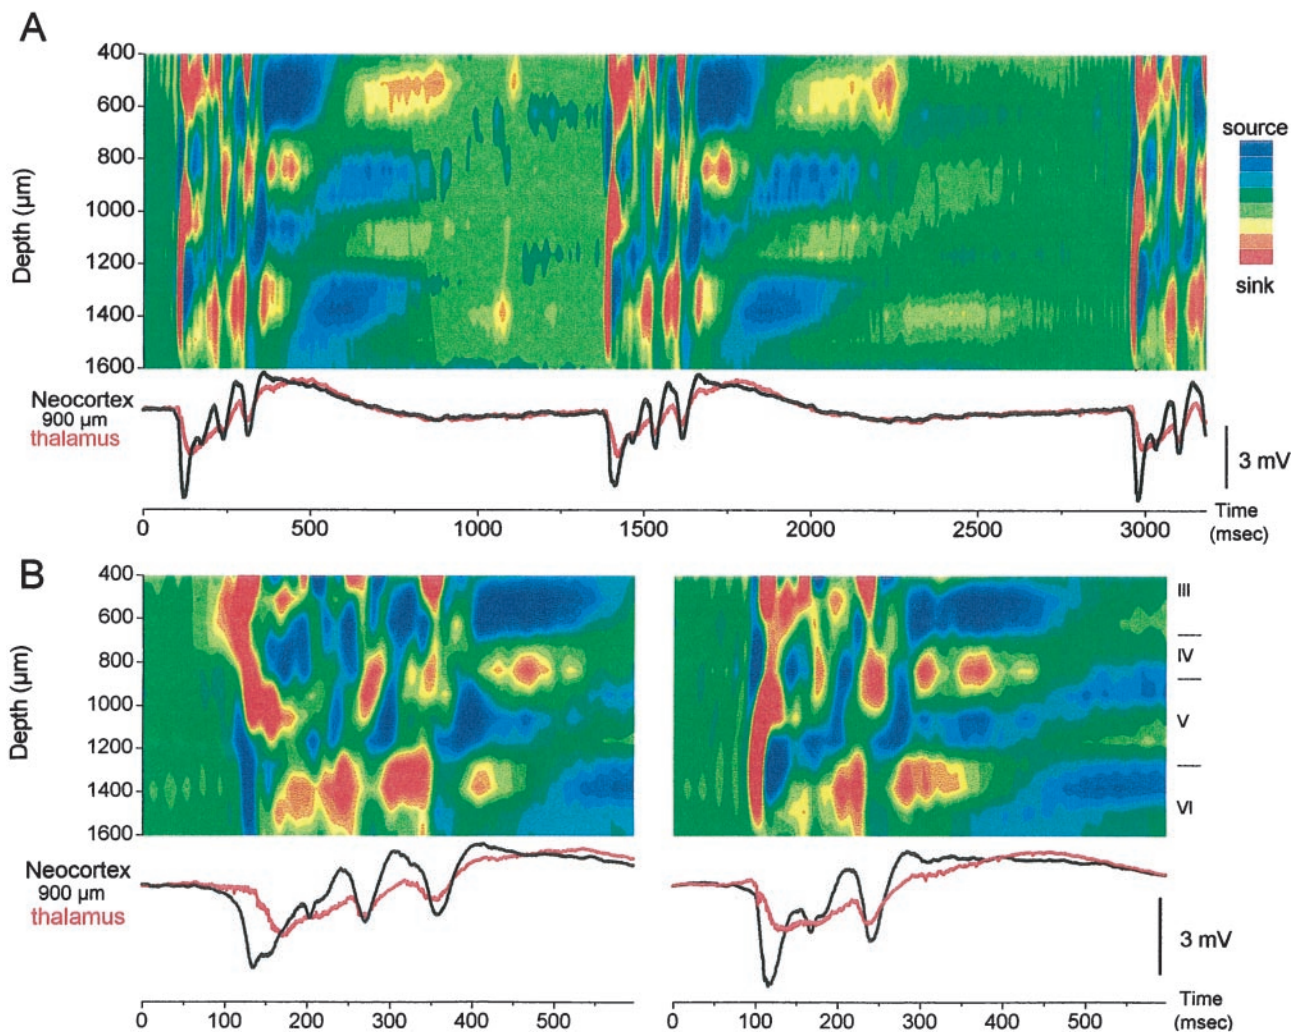 A
400
600
800
1000
1200
1400
1600
Depth (µm)
source
sink
Neocortex
900 µm
thalamus
3 mV
0 500 1000 1500 2000 2500 3000
Time
(msec)
B
400
600
800
1000
1200
1400
1600
Depth (µm)
III
IV
V
VI
Neocortex
900 µm
thalamus
3 mV
0 100 200 300 400 500 0 100 200 300 400 500
Time
(msec)